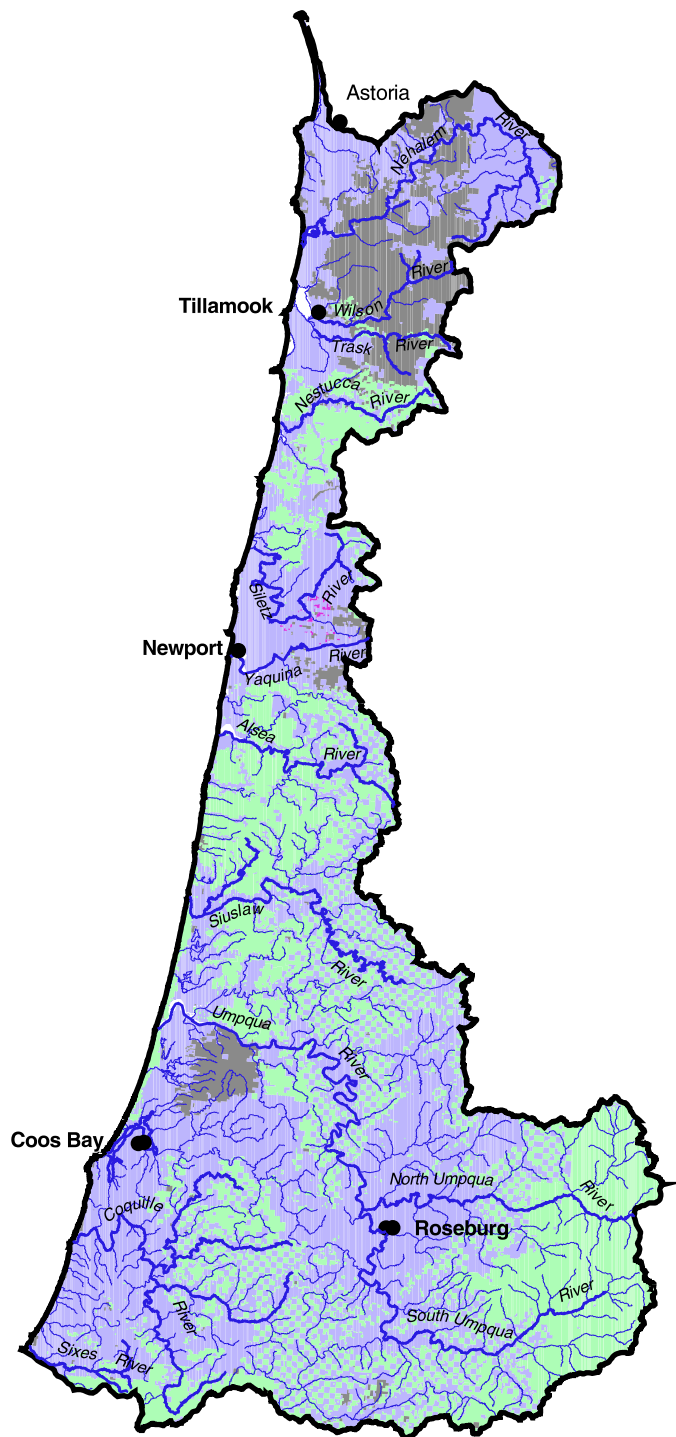 Astoria
River
Nehalem
River
Tillamook
Wilson
Trask
River
Nestucca
River
Siletz
River
Newport
River
Yaquina
Alsea
River
Siuslaw
River
Umpqua
River
Coos Bay
North Umpqua
River
Coquille
Roseburg
River
River
South Umpqua
Sixes
River